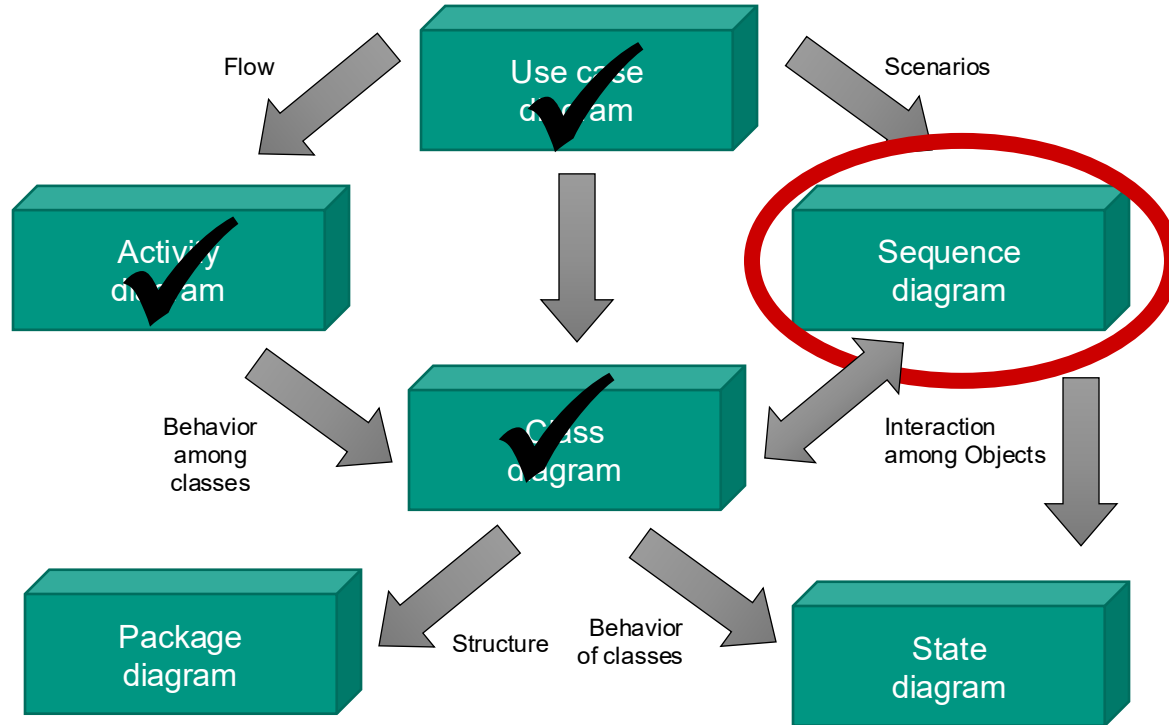 Flow
Use case
diagram
Scenarios
Activity
diagram
Sequence
diagram
Behavior
among
classes
Class
diagram
Interaction
among Objects
Package
diagram
Structure
Behavior
of classes
State
diagram